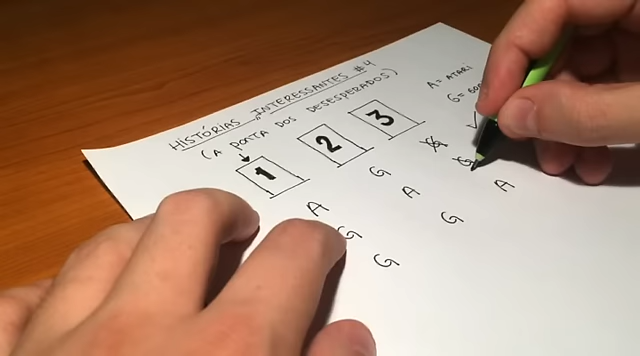 HISTÓRIAS INTERESSANTES #4
(A PORTA DOS DESESPERADOS)
A = ATARI
G =
1 2 3
A G G
G A G
G G A